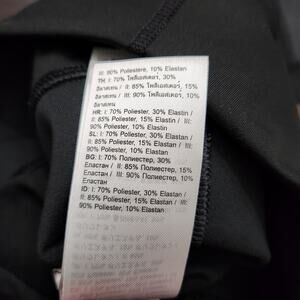 III: 90% Poliestere, 10% Elastan
TH: I: 70% โพลีเอสเตอร์, 30%
อีลาสเทน / II: 85% โพลีเอสเตอร์, 15%
อีลาสเทน / III: 90% โพลีเอสเตอร์, 10%
อีลาสเทน
HR: I: 70% Poliester, 30% Elastin /
II: 85% Poliester, 15% Elastin / III:
90% Poliester, 10% Elastin
SL: I: 70% Poliester, 30% Elastan /
II: 85% Poliester, 15% Elastan / III:
90% Poliester, 10% Elastan
BG: I: 70% Полиестер, 30%
Еластан / II: 85% Полиестер, 15%
Еластан / III: 90% Полиестер, 10%
Еластан
ID: I: 70% Poliester, 30% Elastan /
II: 85% Poliester, 15% Elastan / III:
90% Poliester, 10% Elastan